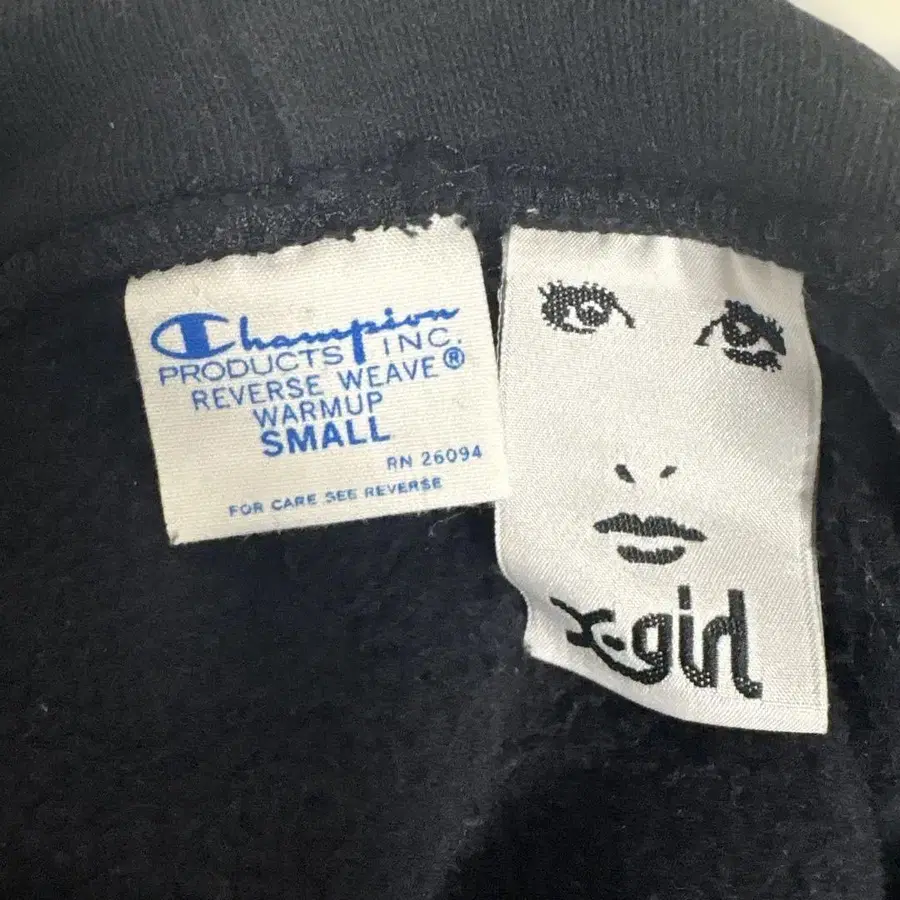 Champion
PRODUCTS INC.
REVERSE WEAVE®
WARMUP
SMALL
RN 26094
FOR CARE SEE REVERSE
x-girl